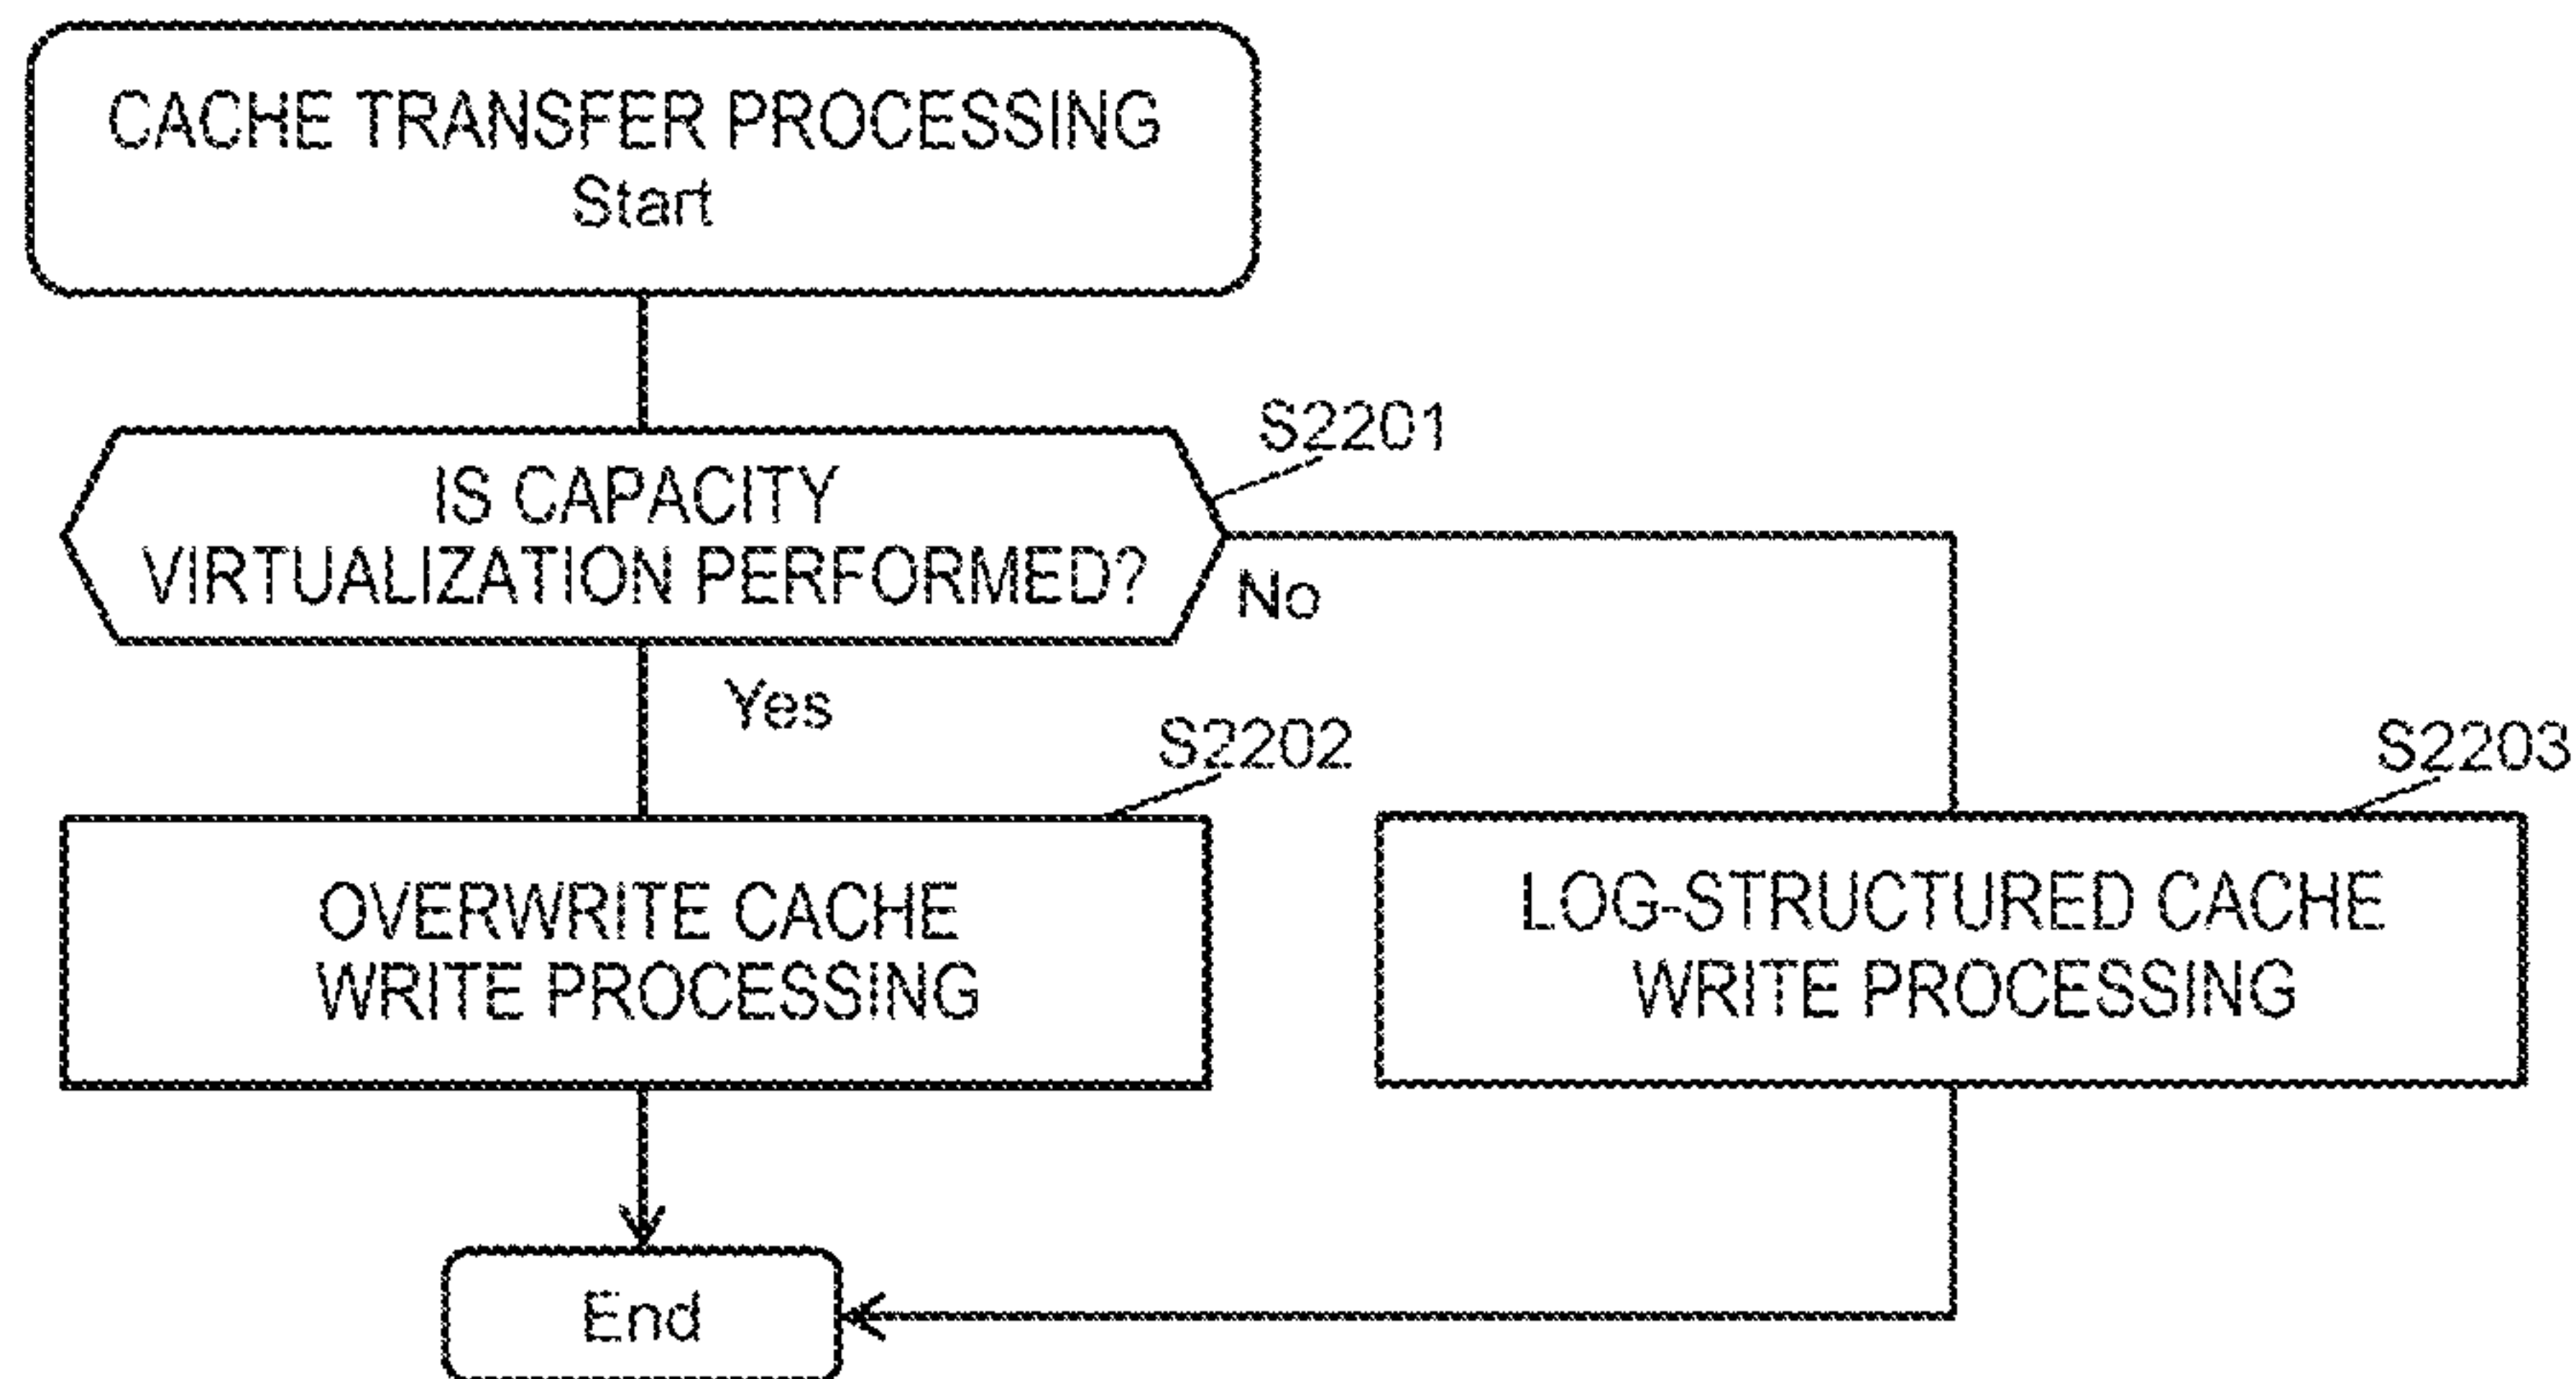 CACHE TRANSFER PROCESSING
Start
S2201
IS CAPACITY
VIRTUALIZATION PERFORMED?
No
Yes
S2202
S2203
OVERWRITE CACHE
WRITE PROCESSING
LOG-STRUCTURED CACHE
WRITE PROCESSING
End